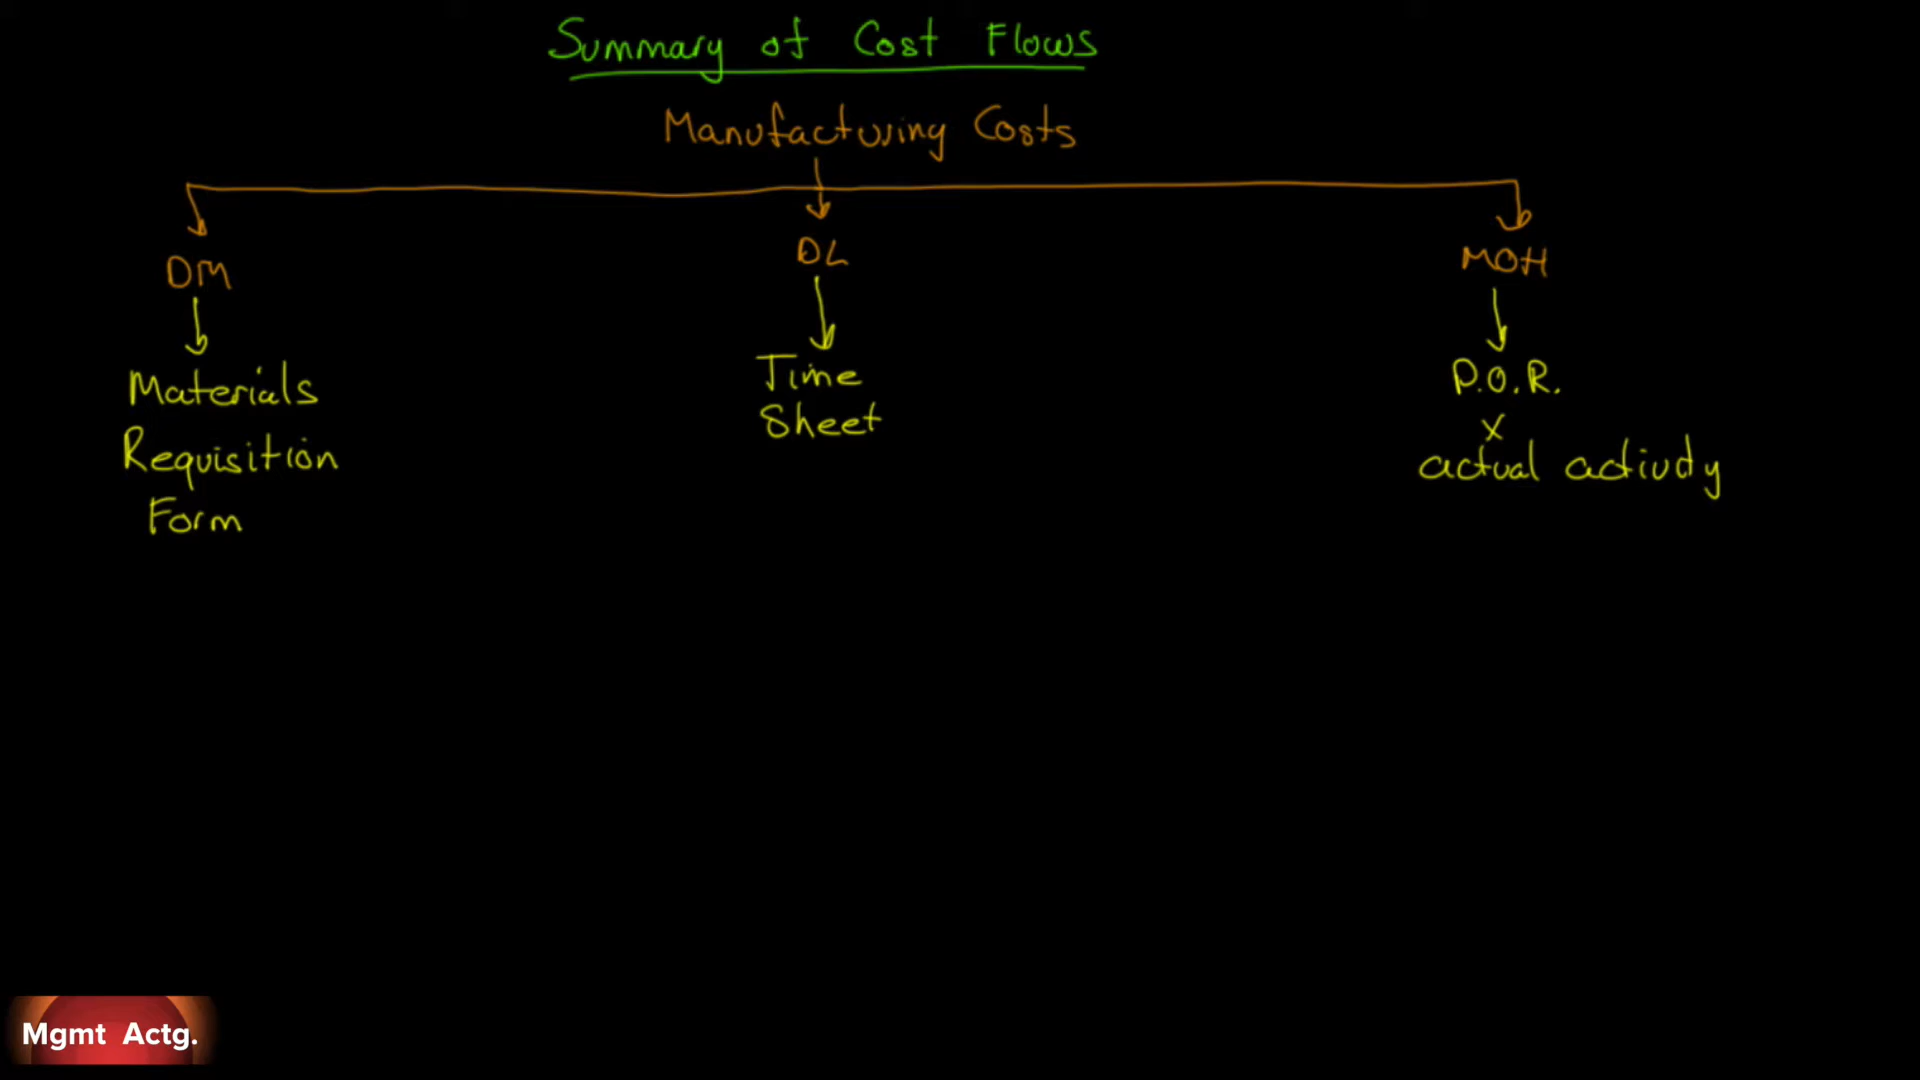 Summary of Cost Flows
Manufacturing Costs
DM
DL
MOH
Materials
Requisition
Form
Time
Sheet
P.O.R.
x
actual activity
Mgmt Actg.